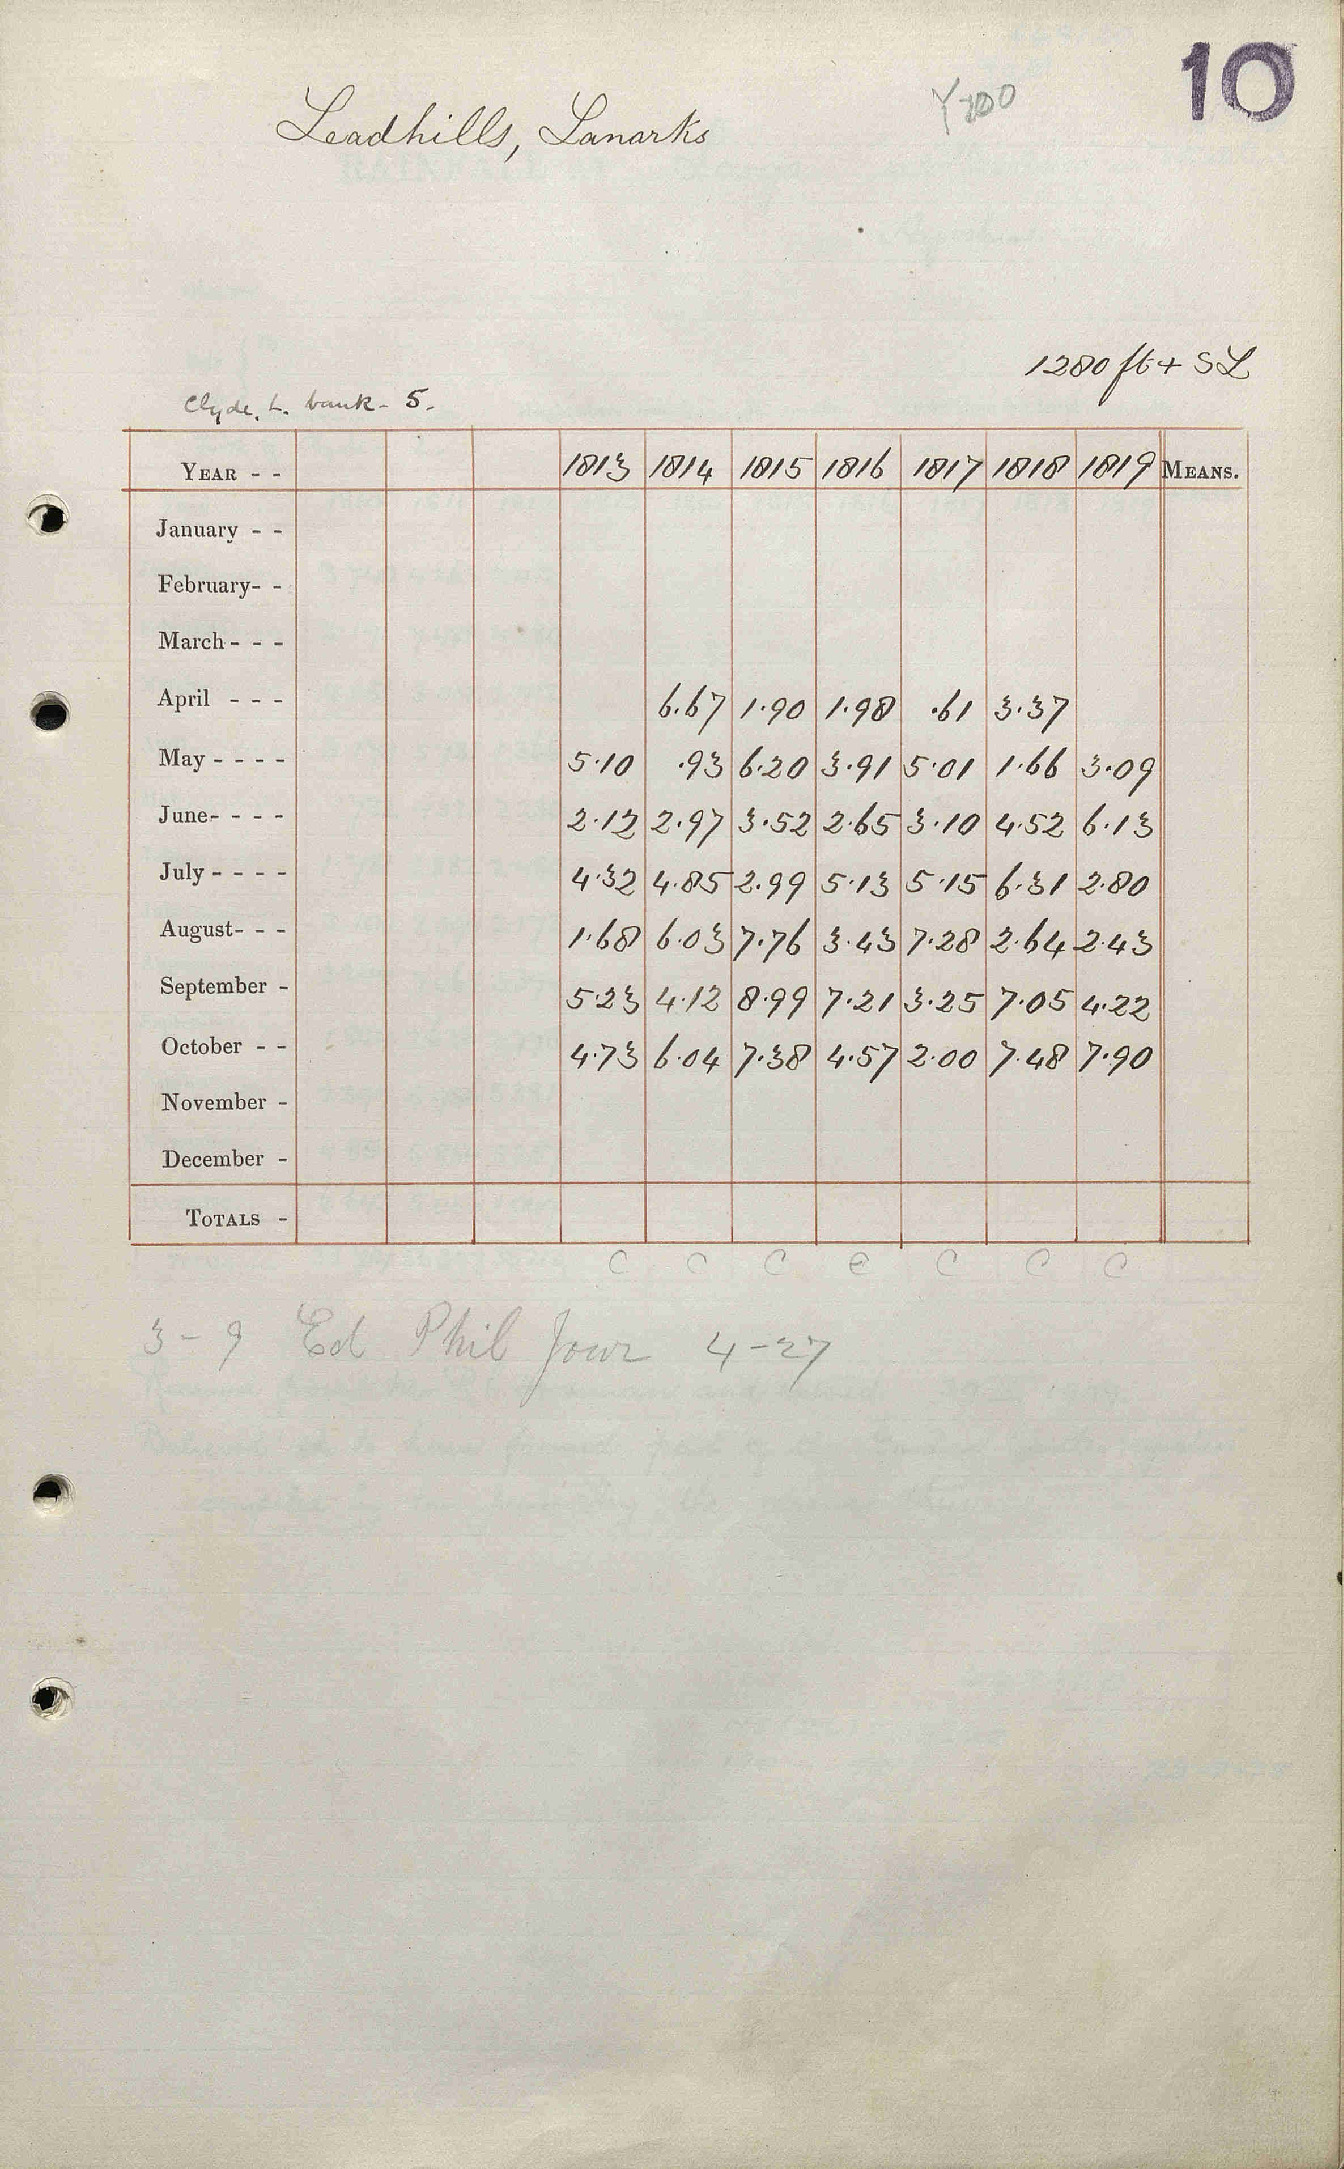 10
Leadhills, Lanarks
1280 ft + SL
Clyde, L. bank - 5.
YEAR - - 1813 1814 1815 1816 1817 1818 1819 MEANS.
January - -
February- -
March - - -
April - - - 6.67 1.90 1.98 .61 3.37
May - - - - 5.10 .93 6.20 3.91 5.01 1.66 3.09
June- - - - 2.12 2.97 3.52 2.65 3.10 4.52 6.13
July - - - - 4.32 4.85 2.99 5.13 5.15 6.31 2.80
August- - - 1.68 6.03 7.76 3.43 7.28 2.64 2.43
September - 5.23 4.12 8.99 7.21 3.25 7.05 4.22
October - - 4.73 6.04 7.38 4.57 2.00 7.48 7.90
November -
December -
TOTALS -
C C C C C C C
3-9 Ed Phil Jour 4-27